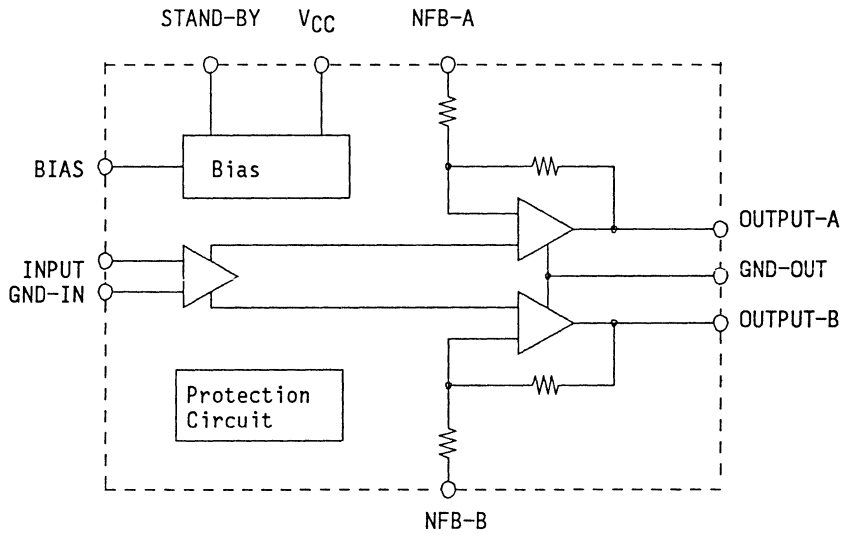 STAND-BY
VCC
NFB-A
BIAS
Bias
OUTPUT-A
INPUT
GND-OUT
GND-IN
OUTPUT-B
Protection
Circuit
NFB-B